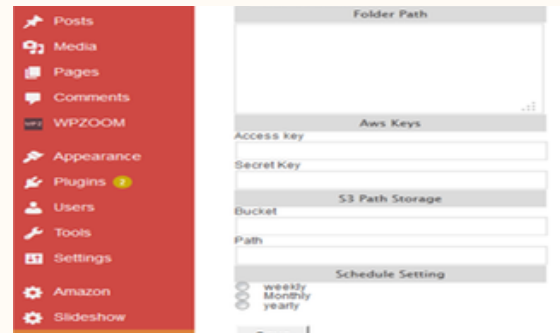 Posts
Media
Pages
Comments
WPZ WPZOOM
Appearance
Plugins 2
Users
Tools
Settings
Amazon
Slideshow
Folder Path
Aws Keys
Access key
Secret Key
S3 Path Storage
Bucket
Path
Schedule Setting
weekly
Monthly
yearly